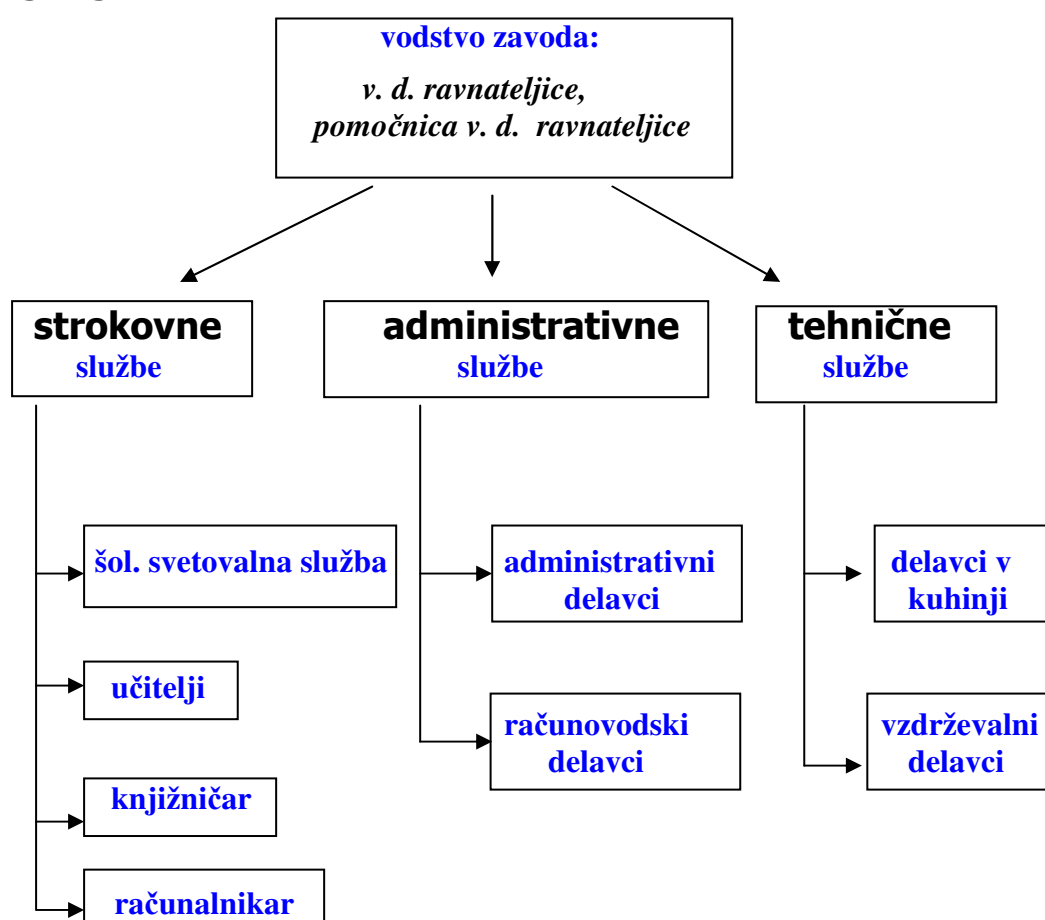 vodstvo zavoda:
v. d. ravnateljice,
pomočnica v. d. ravnateljice
strokovne
službe
administrativne
službe
tehnične
službe
šol. svetovalna služba
učitelji
knjižničar
računalnikar
administrativni
delavci
računovodski
delavci
delavci v
kuhinji
vzdrževalni
delavci